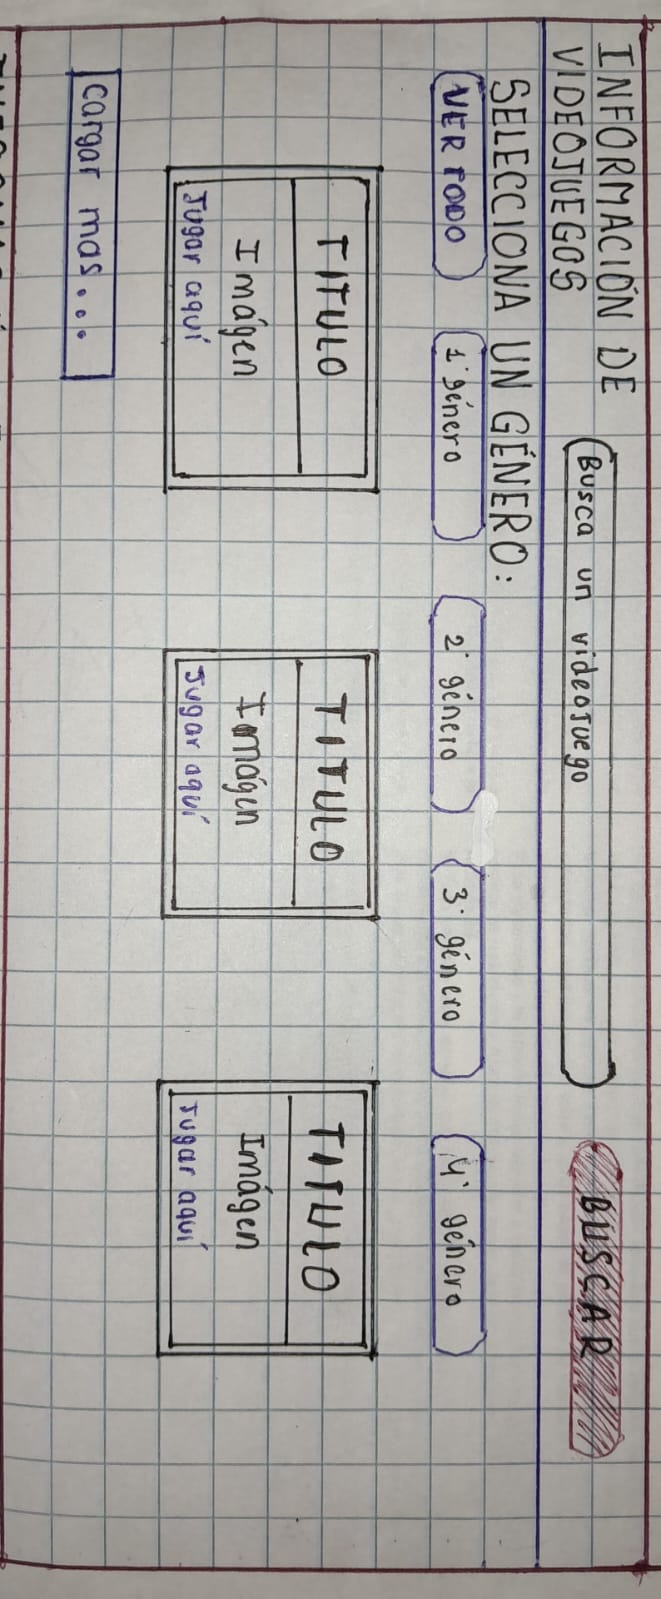 INFORMACIÓN DE
VIDEOJUEGOS
Busca un videojuego
BUSCAR
SELECCIONA UN GÉNERO:
VER TODO
1° género
2° género
3° género
4° género
TITULO
Imágen
Jugar aquí
TITULO
Imágen
Jugar aquí
TITULO
Imágen
Jugar aquí
Cargar mas...